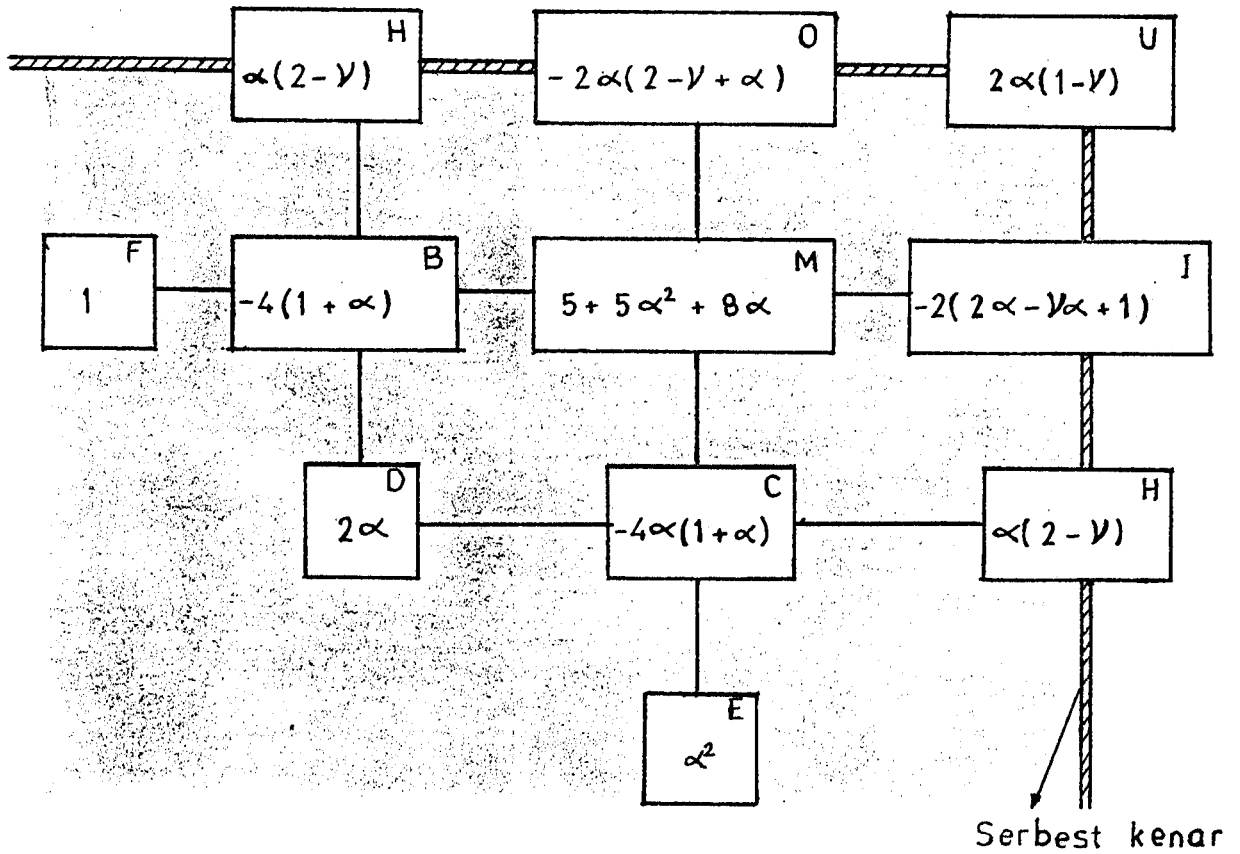 H
α(2-ν)
O
-2α(2-ν+α)
U
2α(1-ν)
F
1
B
-4(1+α)
M
5+5α²+8α
I
-2(2α-να+1)
D
2α
C
-4α(1+α)
H
α(2-ν)
E
α²
Serbest kenar